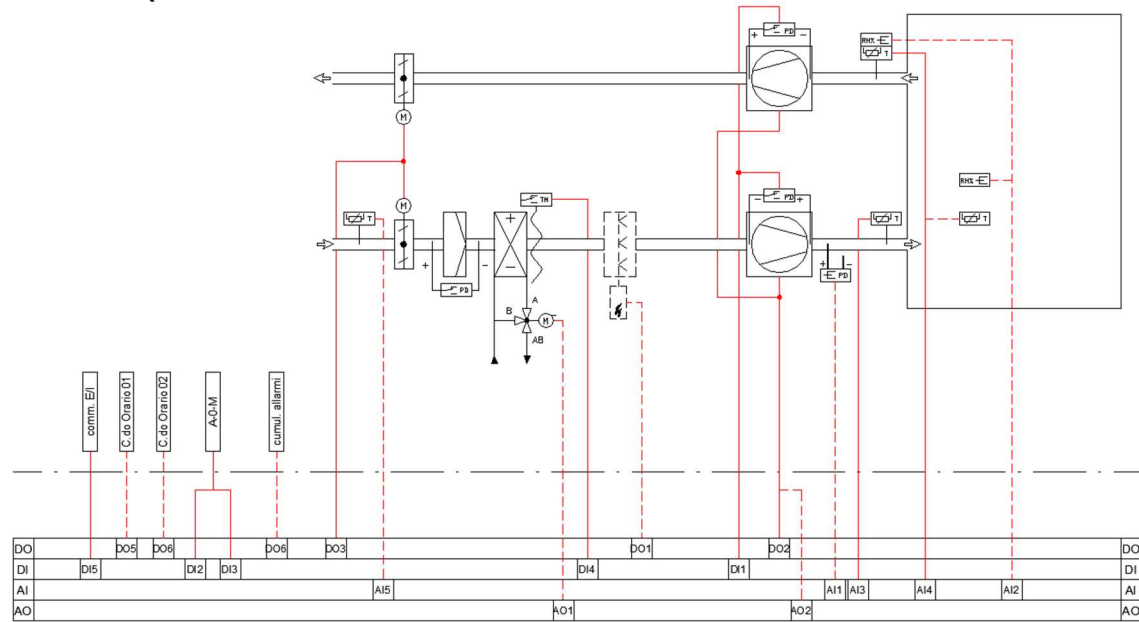 + PD -
RH% E
T
M
RH% E
M
TM
- PD +
T
T
T
+
-
+ -
PD
+ -
E PD
A
B
M
~
AB
comm. E/I
C.do Orario 01
C.do Orario 02
A-0-M
cumul. allarmi
DO DO5 DO6 DO6 DO3 DO1 DO2 DO
DI DI5 DI2 DI3 DI4 DI1 DI
AI AI5 AI1 AI3 AI4 AI2 AI
AO AO1 AO2 AO